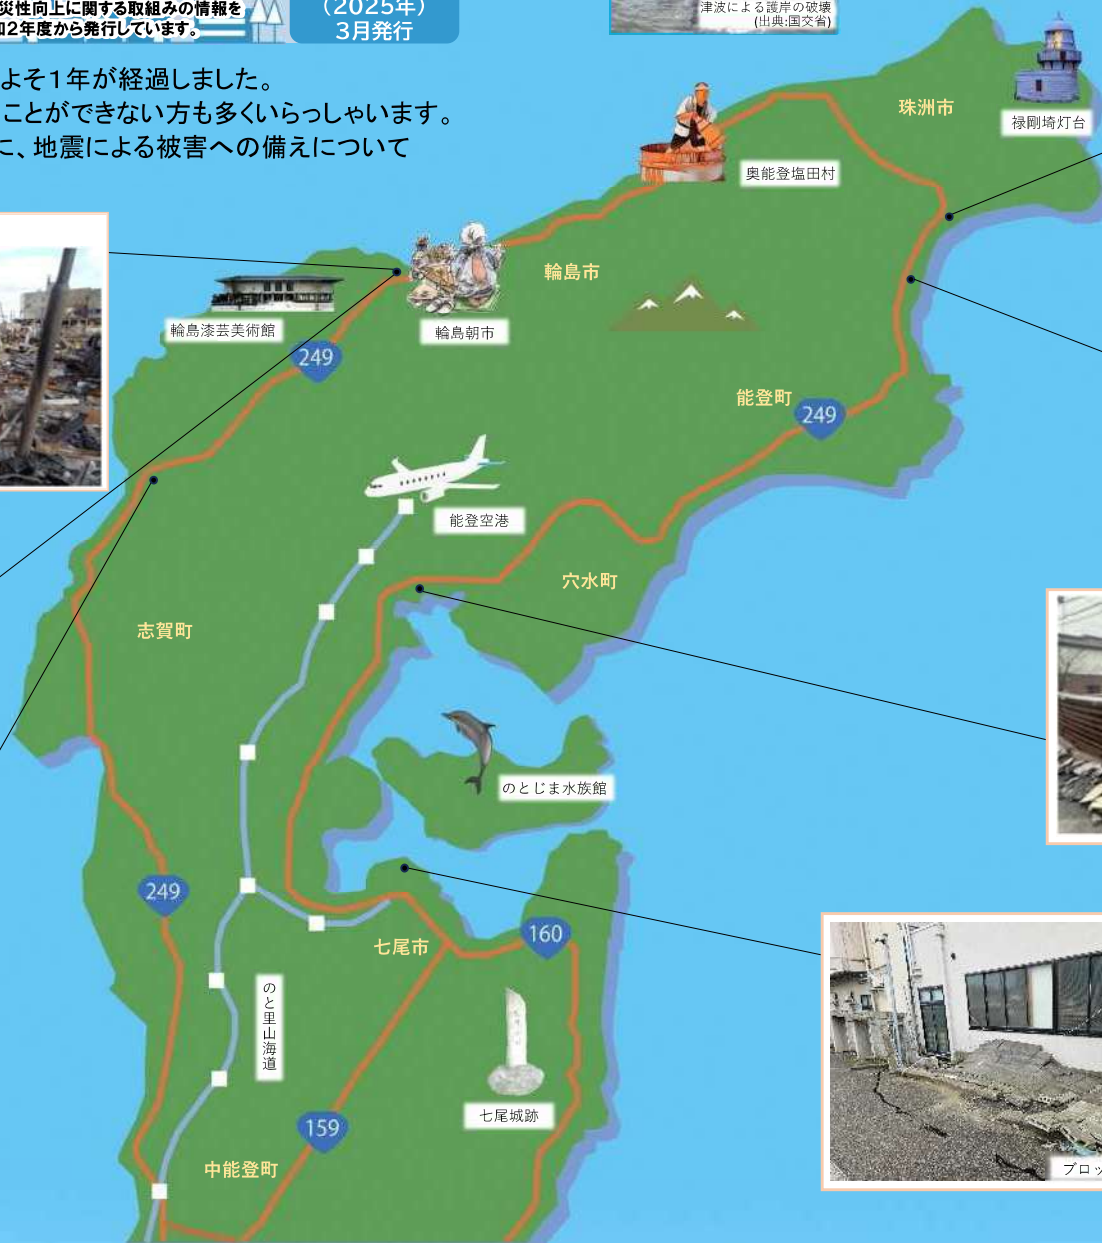 災性向上に関する取組みの情報を
和2年度から発行しています。
(2025年)
3月発行
津波による護岸の破壊
(出典:国交省)
よそ1年が経過しました。
ことができない方も多くいらっしゃいます。
に、地震による被害への備えについて
珠洲市
禄剛埼灯台
奥能登塩田村
輪島市
輪島漆芸美術館
輪島朝市
249
能登町
249
能登空港
穴水町
志賀町
のとじま水族館
249
七尾市
160
のと里山海道
七尾城跡
159
中能登町
ブロッ